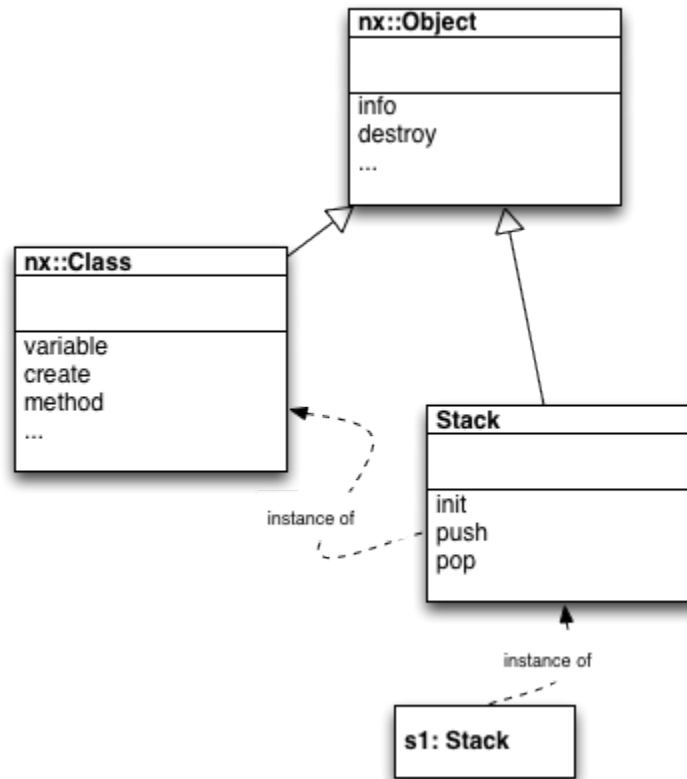 nx::Object
info
destroy
...
nx::Class
variable
create
method
...
Stack
init
push
pop
instance of
instance of
s1: Stack